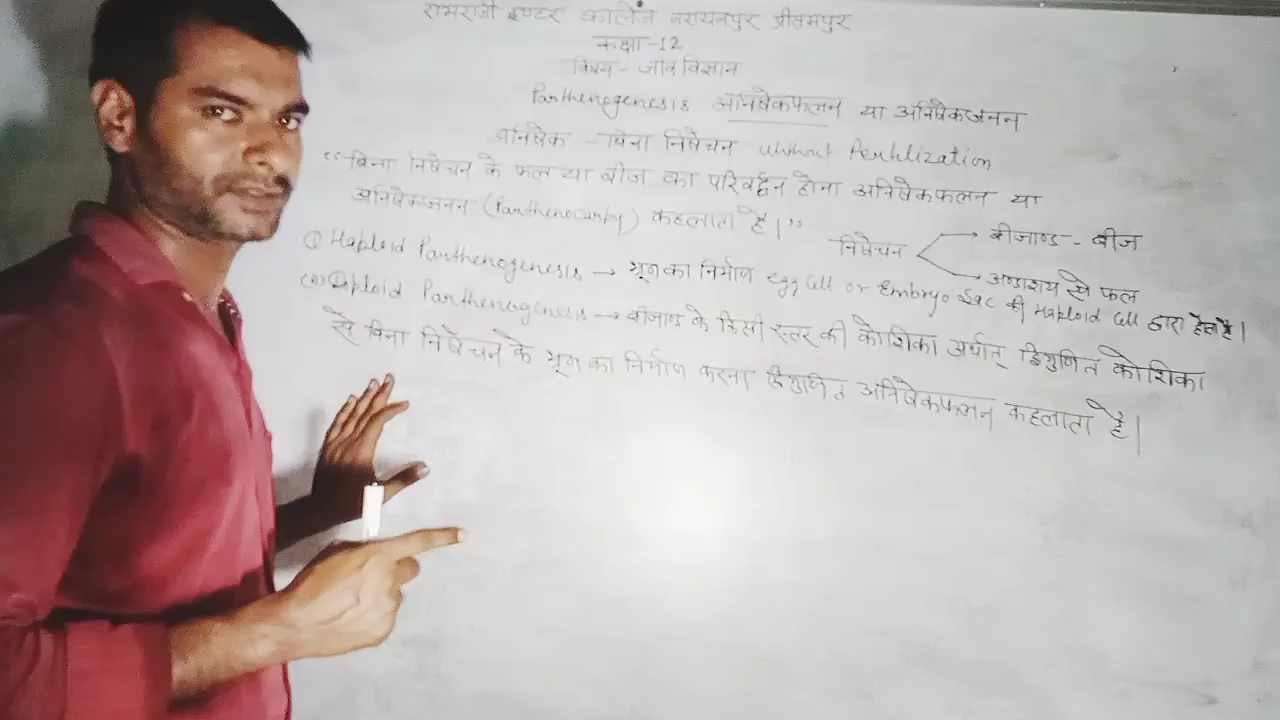 रामराजी इण्टर कालेज नरायनपुर प्रीतमपुर
कक्षा-12
विषय - जीव विज्ञान
Parthenogenesis अनिषेकफलन या अनिषेकजनन
अनिषेक - बिना निषेचन without Fertilization
“बिना निषेचन के फल या बीज का परिवर्द्धन होना अनिषेकफलन या
अनिषेकजनन (Parthenocarpy) कहलाता है।”
निषेचन → बीजाण्ड - बीज
→ अण्डाशय से फल
① Haploid Parthenogenesis → भ्रूण का निर्माण Egg Cell or Embryo Sac की Haploid Cell द्वारा होता है।
Diploid Parthenogenesis → बीजाण्ड के किसी स्तर की कोशिका अर्थात् द्विगुणित कोशिका
से बिना निषेचन के भ्रूण का निर्माण करना द्विगुणित अनिषेकफलन कहलाता है।